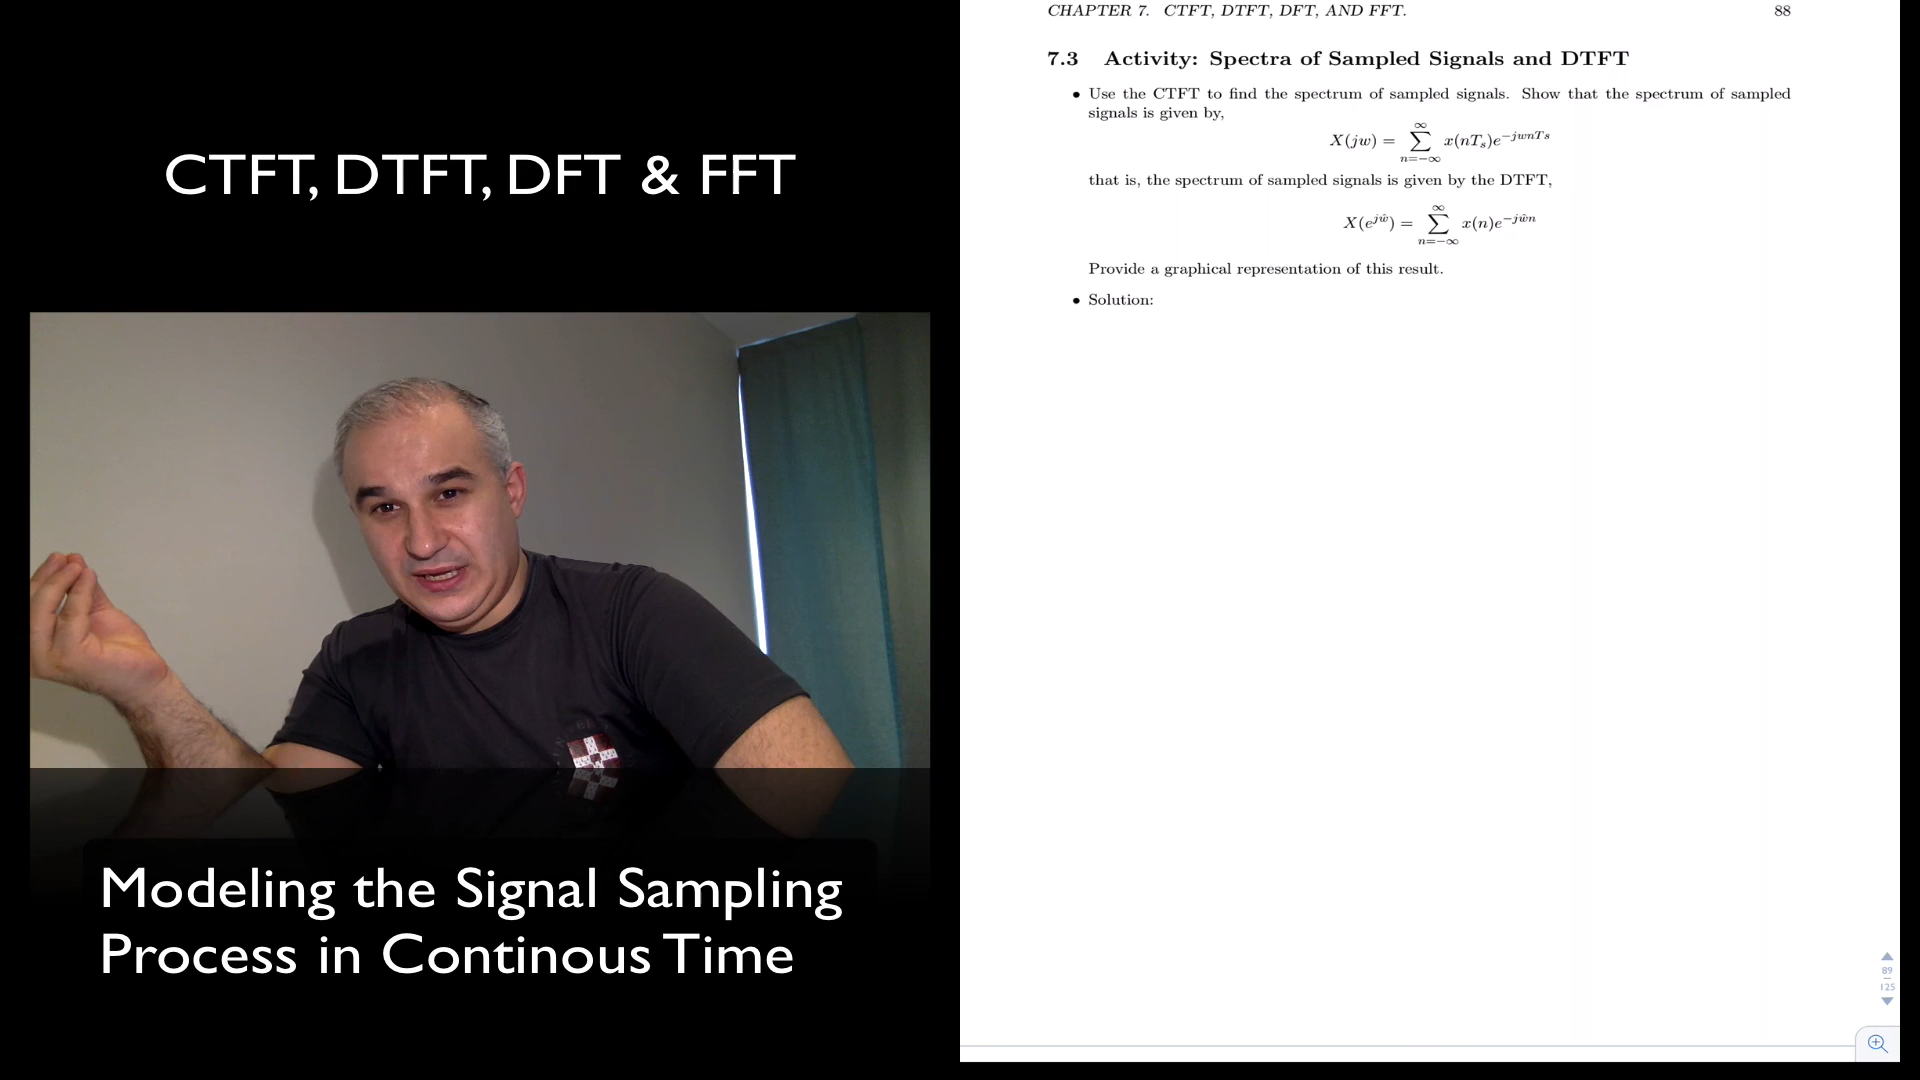 CTFT, DTFT, DFT & FFT
Modeling the Signal Sampling
Process in Continous Time
CHAPTER 7. CTFT, DTFT, DFT, AND FFT. 88
7.3 Activity: Spectra of Sampled Signals and DTFT
• Use the CTFT to find the spectrum of sampled signals. Show that the spectrum of sampled
signals is given by,
X(jw) = ∑_{n=−∞}^{∞} x(nT_s)e^{−jwnTs}
that is, the spectrum of sampled signals is given by the DTFT,
X(e^{jŵ}) = ∑_{n=−∞}^{∞} x(n)e^{−jŵn}
Provide a graphical representation of this result.
• Solution:
89
125